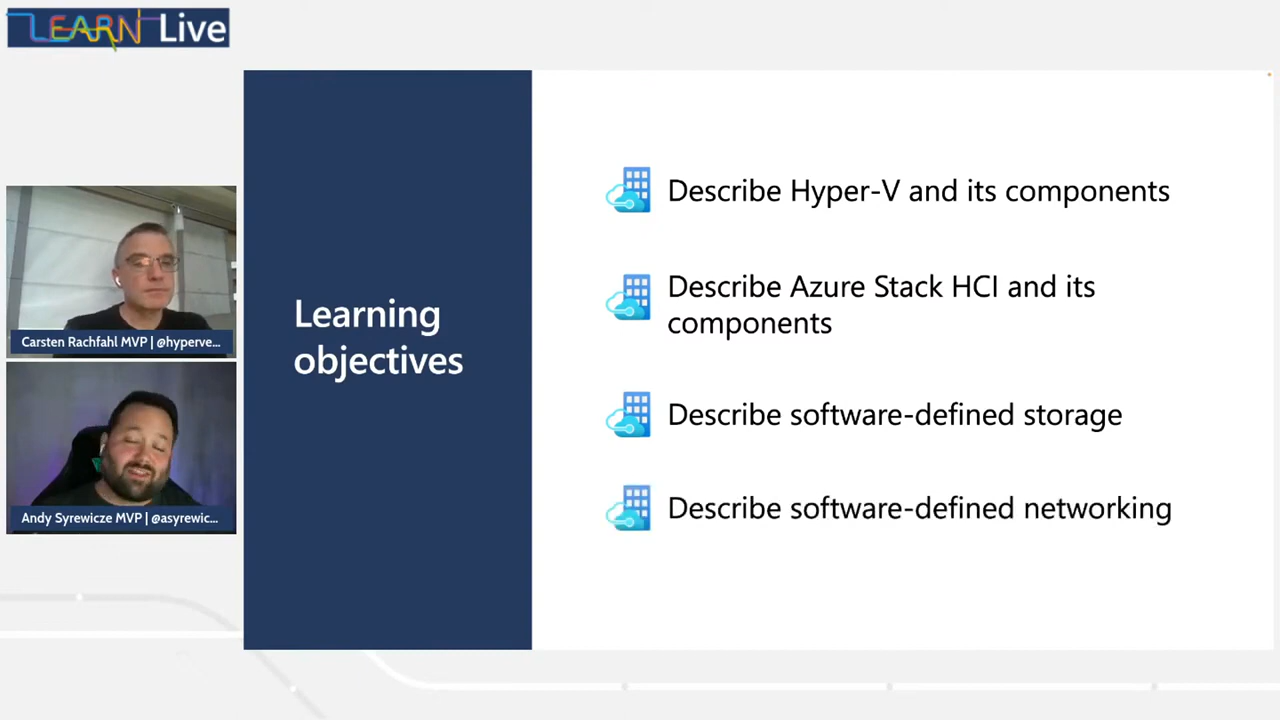 LEARN Live
Learning
objectives
Describe Hyper-V and its components
Describe Azure Stack HCI and its
components
Describe software-defined storage
Describe software-defined networking
Carsten Rachfahl MVP | @hyperve...
Andy Syrewicze MVP | @asyrewic...